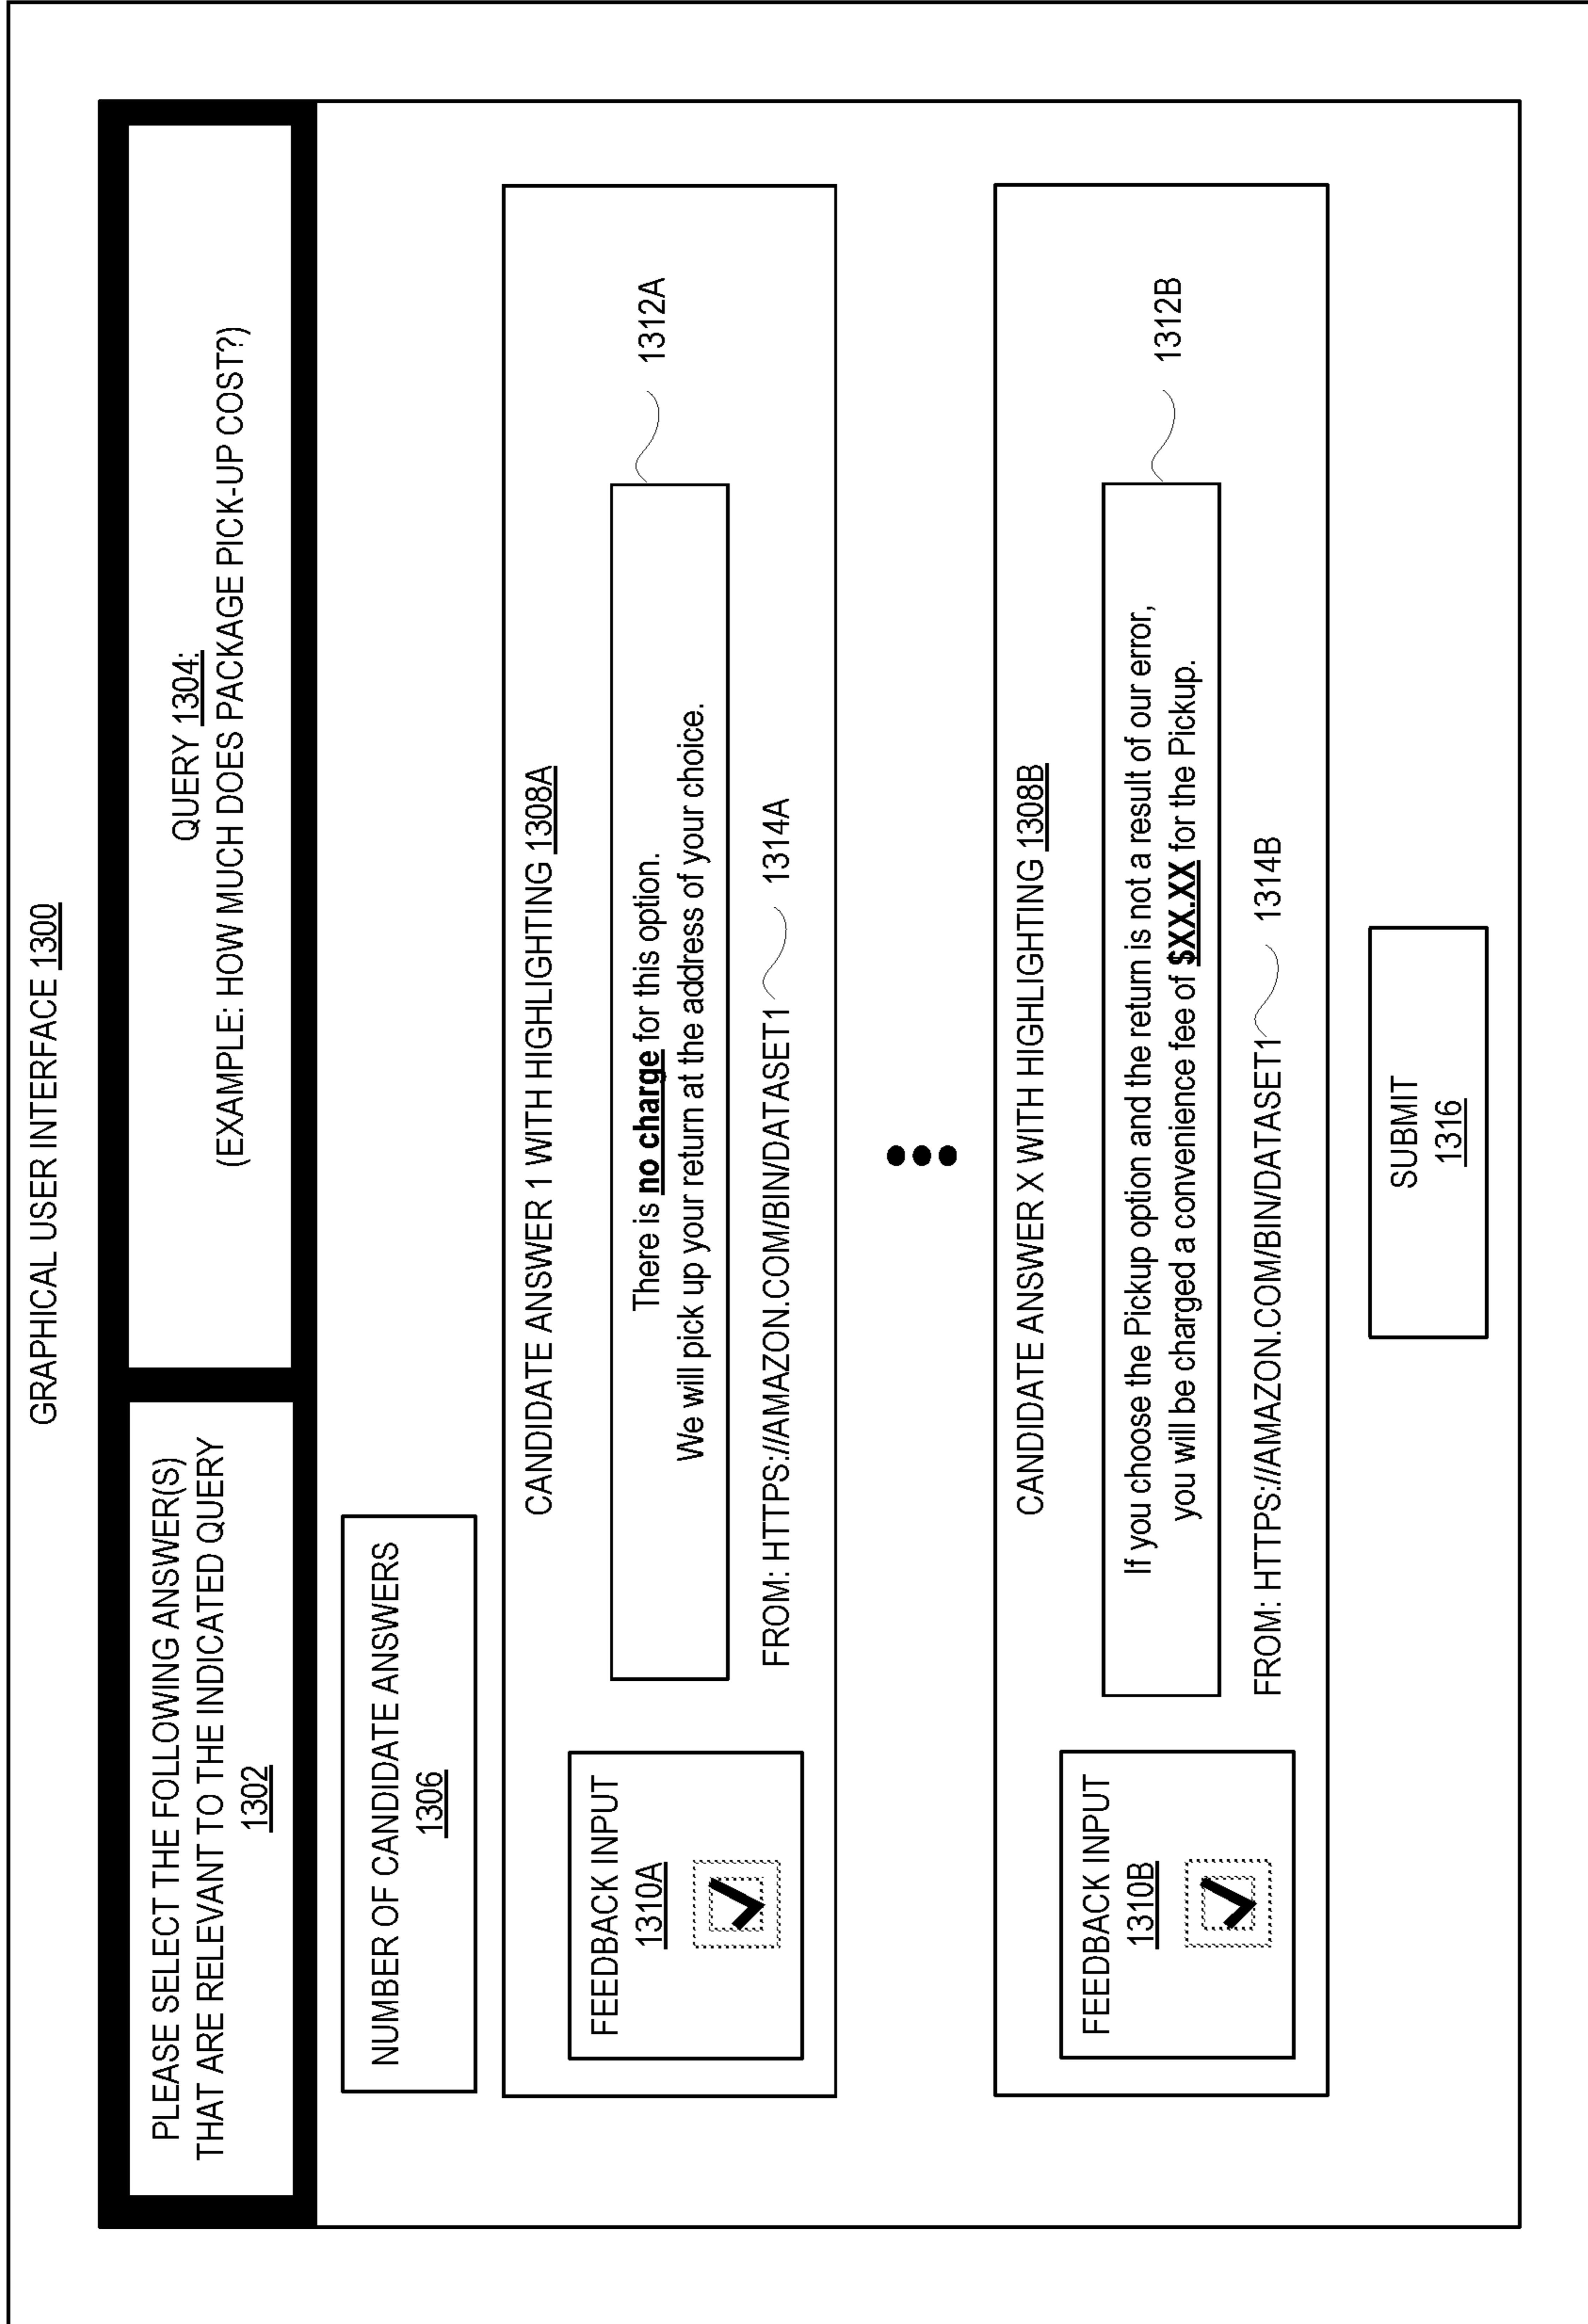 GRAPHICAL USER INTERFACE 1300
PLEASE SELECT THE FOLLOWING ANSWER(S)
THAT ARE RELEVANT TO THE INDICATED QUERY
1302
QUERY 1304:
(EXAMPLE: HOW MUCH DOES PACKAGE PICK-UP COST?)
NUMBER OF CANDIDATE ANSWERS
1306
CANDIDATE ANSWER 1 WITH HIGHLIGHTING 1308A
FEEDBACK INPUT
1310A
There is no charge for this option.
We will pick up your return at the address of your choice.
1312A
FROM: HTTPS://AMAZON.COM/BIN/DATASET1
1314A
CANDIDATE ANSWER X WITH HIGHLIGHTING 1308B
FEEDBACK INPUT
1310B
If you choose the Pickup option and the return is not a result of our error,
you will be charged a convenience fee of $XX.XX for the Pickup.
1312B
FROM: HTTPS://AMAZON.COM/BIN/DATASET1
1314B
SUBMIT
1316